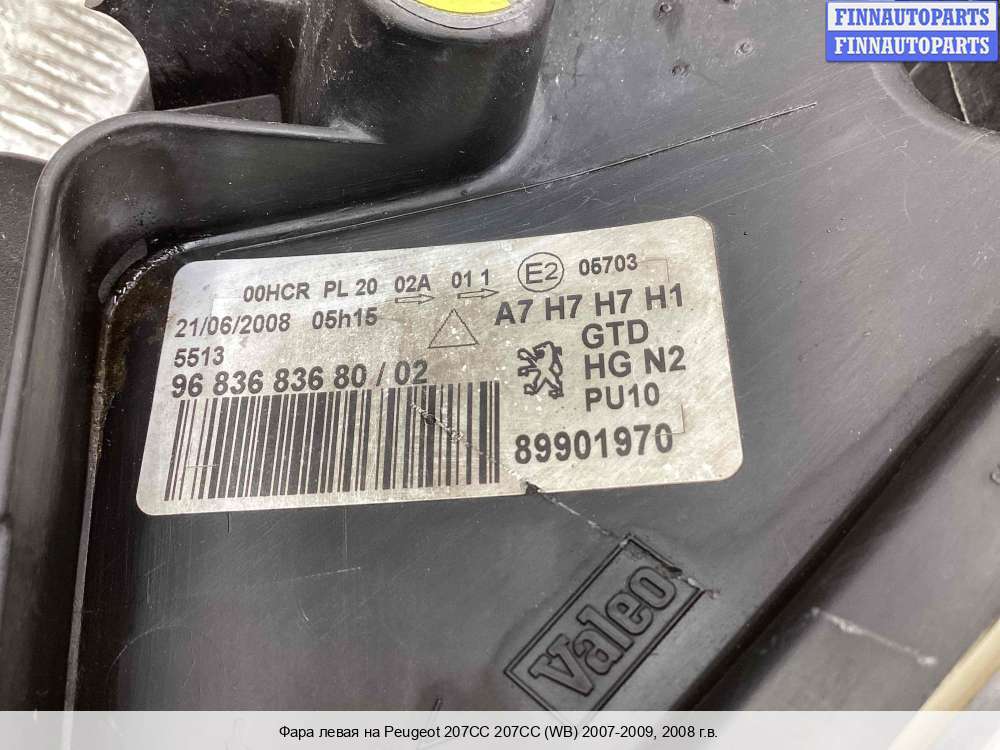 FINNAUTOPARTS
FINNAUTOPARTS
00HCR PL 20 02A 01 1 E2 05703
21/06/2008 05h15 A7 H7 H7 H1
5513 GTD
96 836 836 80 / 02 HG N2
PU10
89901970
Valeo
Фара левая на Peugeot 207CC 207CC (WB) 2007-2009, 2008 г.в.